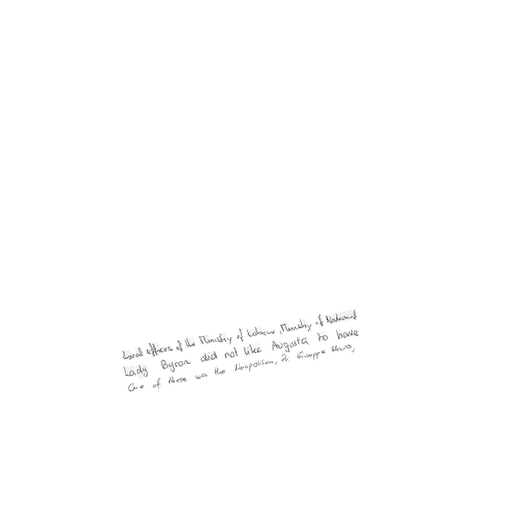 Local offices of the Ministry of Labour, Ministry of National
Lady Byron did not like Augusta to have
One of these was the Neapolitan, Giuseppe